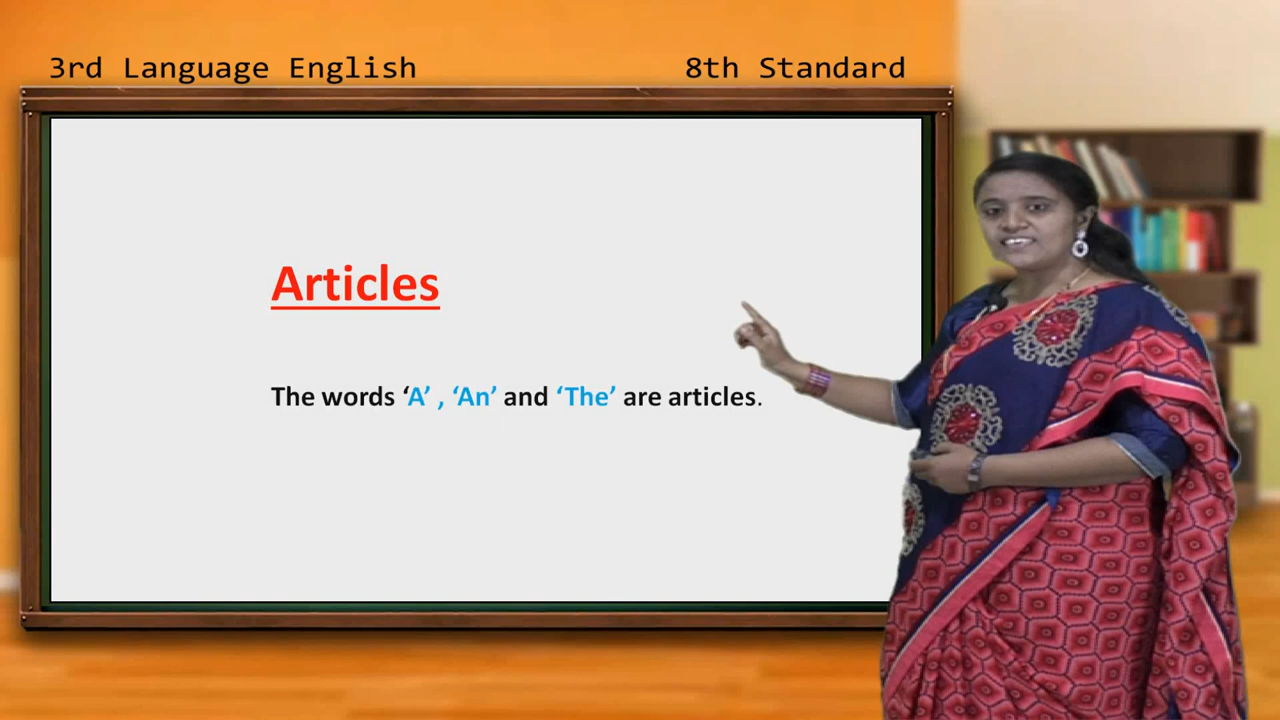 3rd Language English
8th Standard
Articles
The words ‘A’ , ‘An’ and ‘The’ are articles.